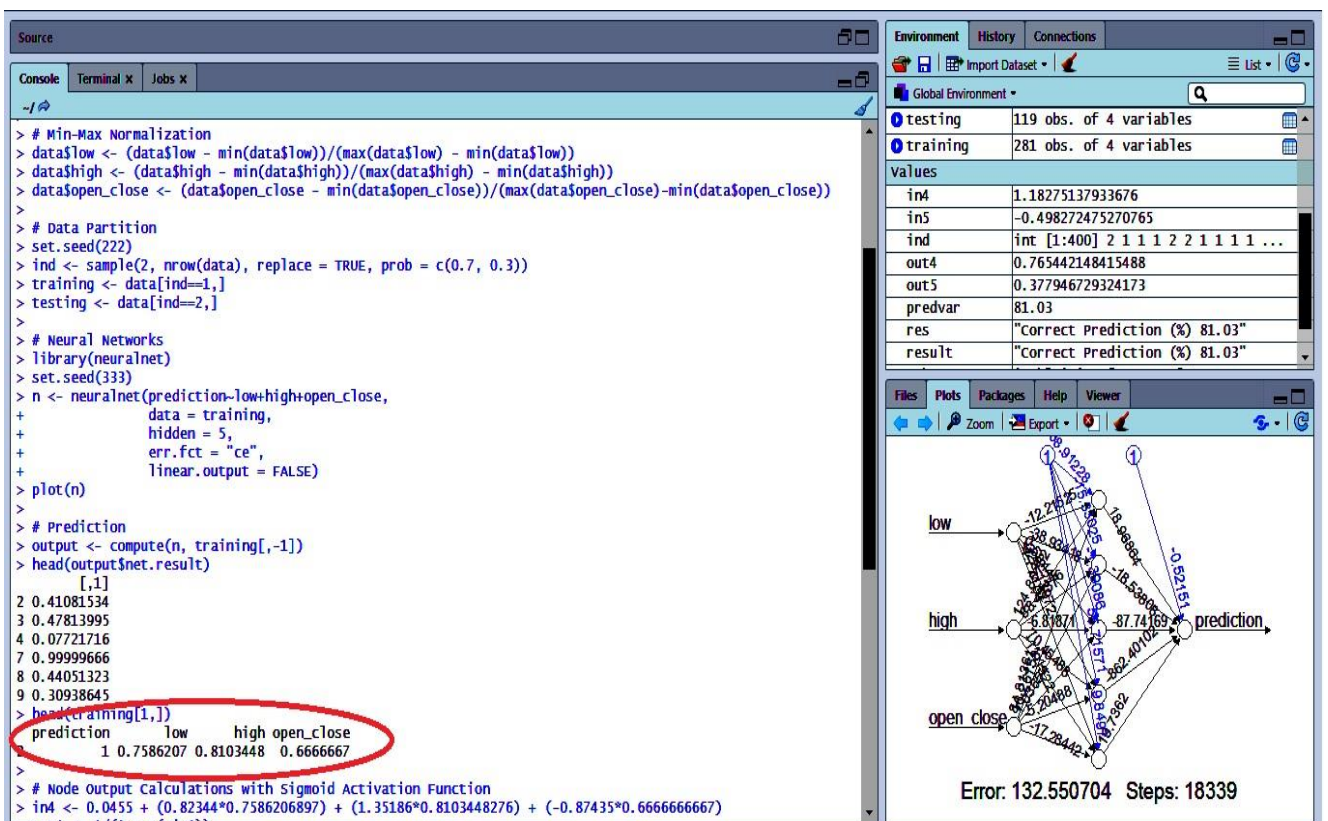 Source
Console Terminal x Jobs x
~/
> # Min-Max Normalization
> data$low <- (data$low - min(data$low))/(max(data$low) - min(data$low))
> data$high <- (data$high - min(data$high))/(max(data$high) - min(data$high))
> data$open_close <- (data$open_close - min(data$open_close))/(max(data$open_close)-min(data$open_close))
>
> # Data Partition
> set.seed(222)
> ind <- sample(2, nrow(data), replace = TRUE, prob = c(0.7, 0.3))
> training <- data[ind==1,]
> testing <- data[ind==2,]
>
> # Neural Networks
> library(neuralnet)
> set.seed(333)
> n <- neuralnet(prediction~low+high+open_close,
+ data = training,
+ hidden = 5,
+ err.fct = "ce",
+ linear.output = FALSE)
> plot(n)
>
> # Prediction
> output <- compute(n, training[,-1])
> head(output$net.result)
[,1]
2 0.41081534
3 0.47813995
4 0.07721716
7 0.99999666
8 0.44051323
9 0.30938645
> head(training[1,])
prediction low high open_close
2 1 0.7586207 0.8103448 0.6666667
>
> # Node Output Calculations with Sigmoid Activation Function
> in4 <- 0.0455 + (0.82344*0.7586206897) + (1.35186*0.8103448276) + (-0.87435*0.6666666667)
Environment History Connections
Import Dataset List
Global Environment
testing 119 obs. of 4 variables
training 281 obs. of 4 variables
Values
in4 1.18275137933676
in5 -0.498272475270765
ind int [1:400] 2 1 1 1 2 2 1 1 1 1 ...
out4 0.765442148415488
out5 0.377946729324173
predvar 81.03
res "Correct Prediction (%) 81.03"
result "Correct Prediction (%) 81.03"
Files Plots Packages Help Viewer
Zoom Export
1 1
low
high
open_close
prediction
-12.21525
18.96864
-0.52151
-6.81871
-87.74169
-862.40102
5.20488
-17.28442
19.7362
Error: 132.550704 Steps: 18339